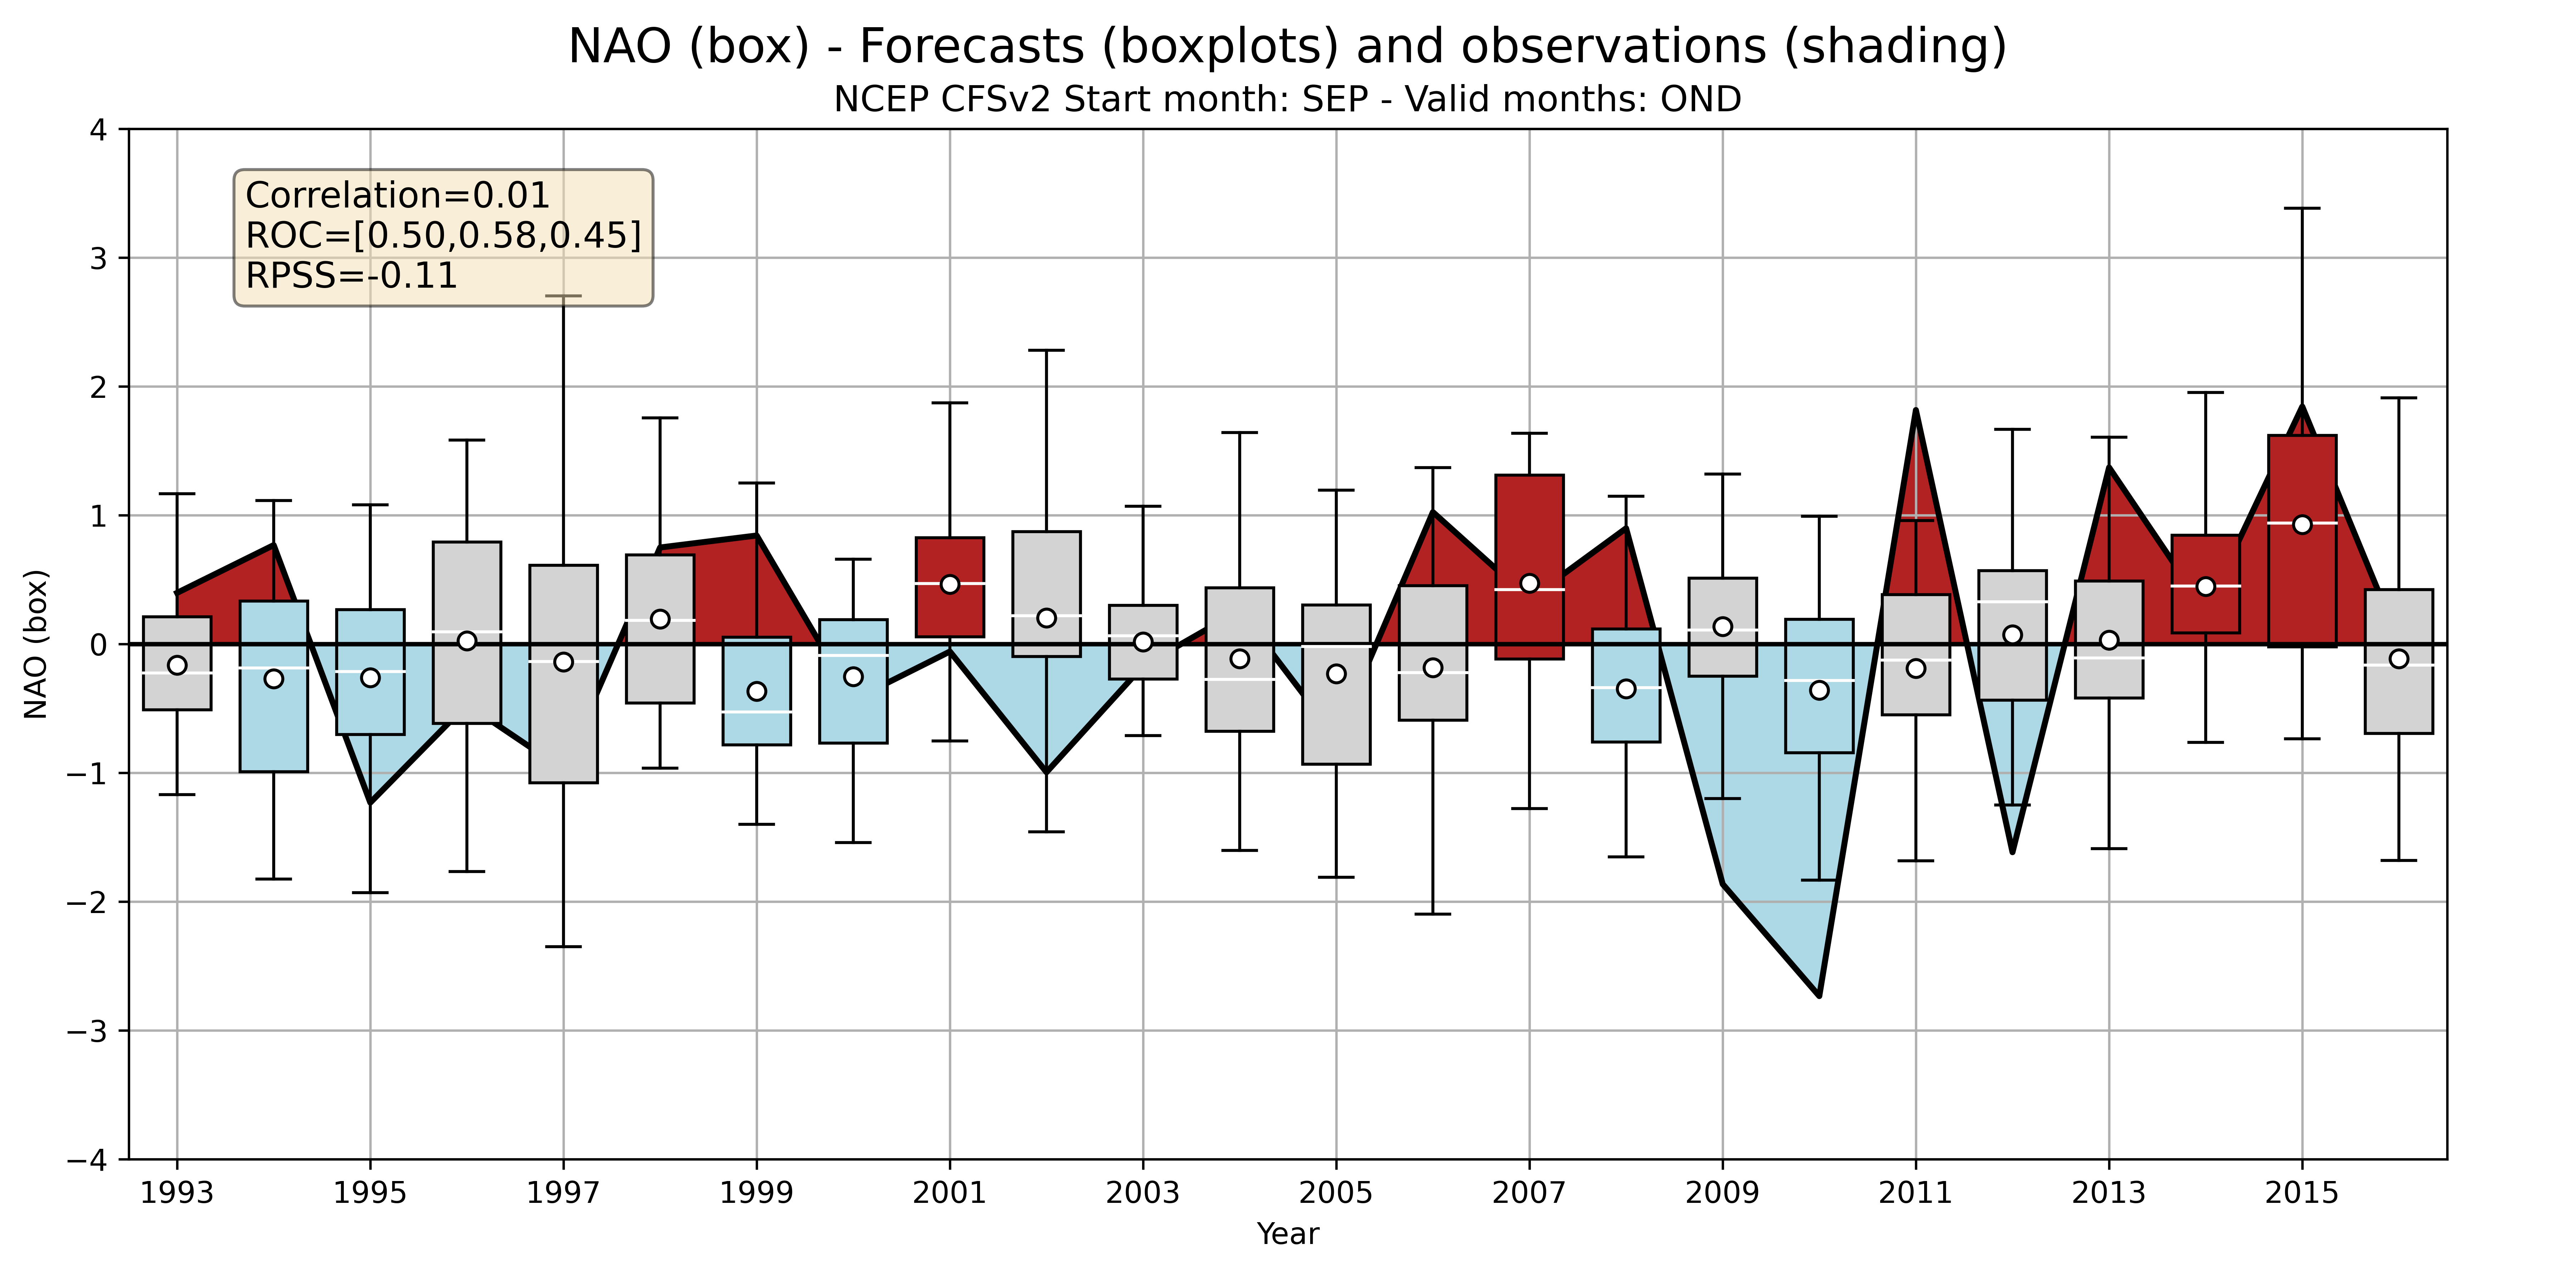 NAO (box) - Forecasts (boxplots) and observations (shading)
NCEP CFSv2 Start month: SEP - Valid months: OND
Correlation=0.01
ROC=[0.50,0.58,0.45]
RPSS=-0.11
NAO (box)
4
3
2
1
0
−1
−2
−3
−4
1993 1995 1997 1999 2001 2003 2005 2007 2009 2011 2013 2015
Year